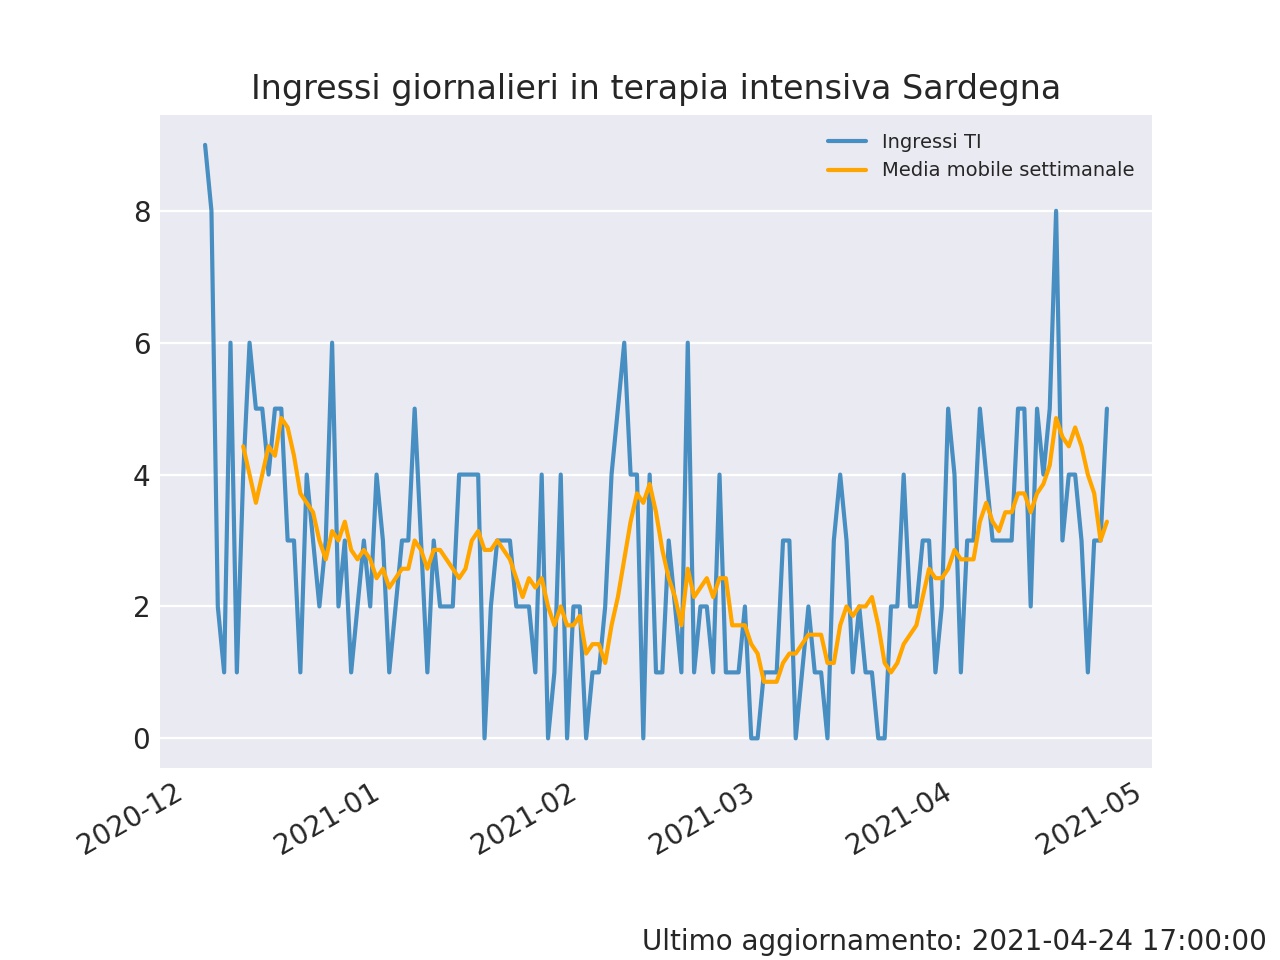 Ingressi giornalieri in terapia intensiva Sardegna
Ingressi TI
Media mobile settimanale
8
6
4
2
0
2020-12
2021-01
2021-02
2021-03
2021-04
2021-05
Ultimo aggiornamento: 2021-04-24 17:00:00